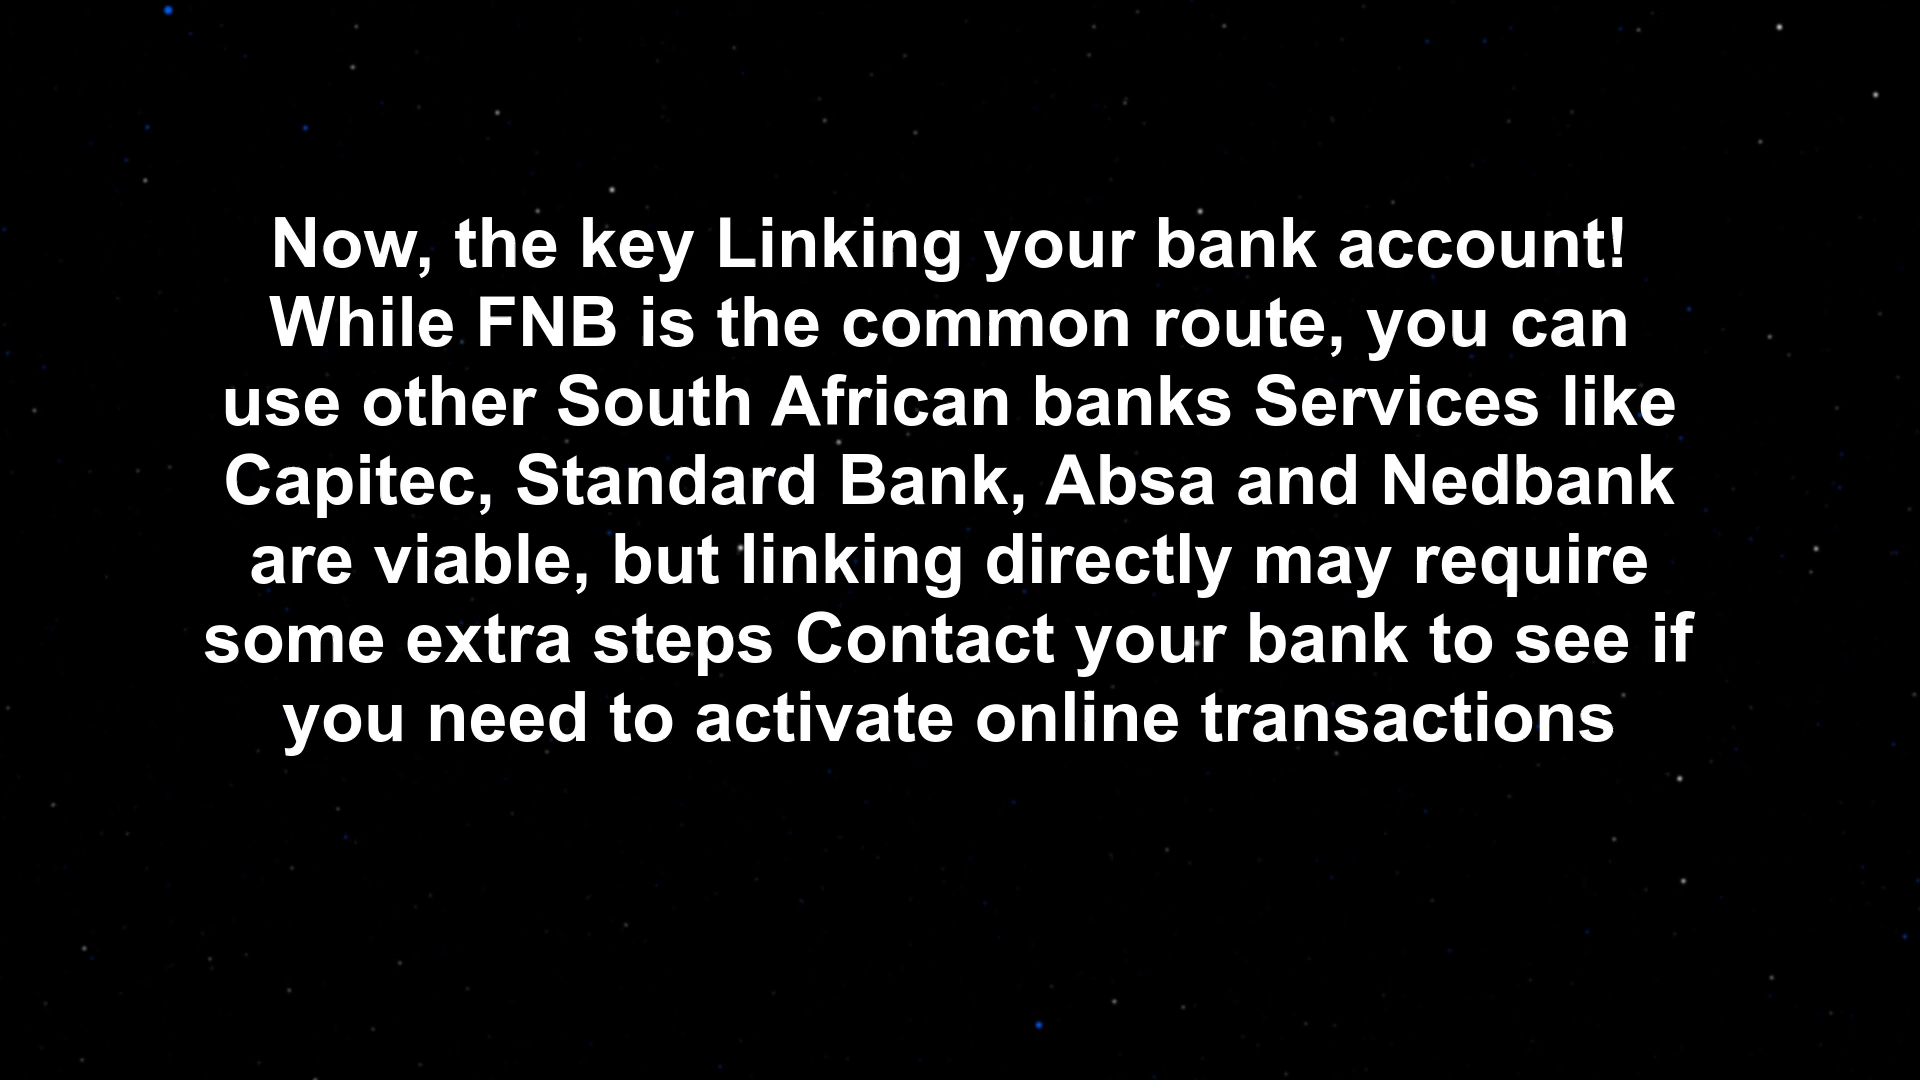 Now, the key Linking your bank account!
While FNB is the common route, you can
use other South African banks Services like
Capitec, Standard Bank, Absa and Nedbank
are viable, but linking directly may require
some extra steps Contact your bank to see if
you need to activate online transactions